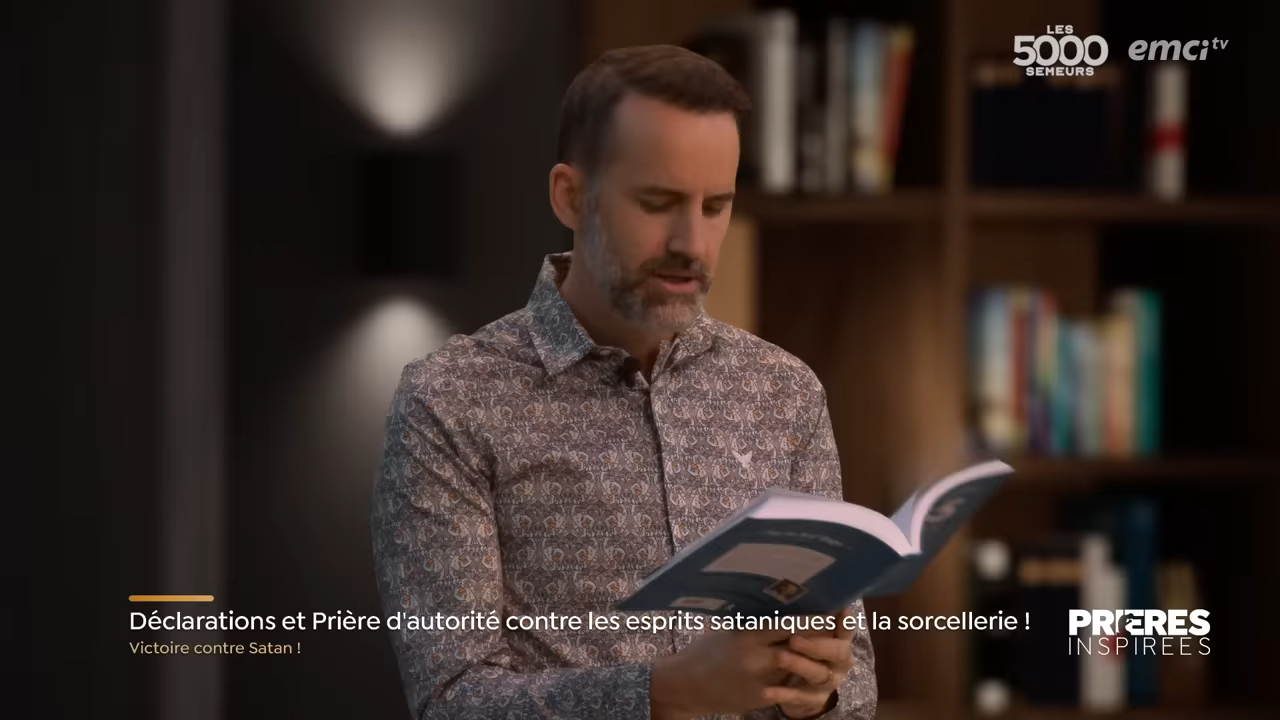 LES
5000
SEMEURS
emci tv
Déclarations et Prière d'autorité contre les esprits sataniques et la sorcellerie !
Victoire contre Satan !
PRIÈRES
INSPIRÉES